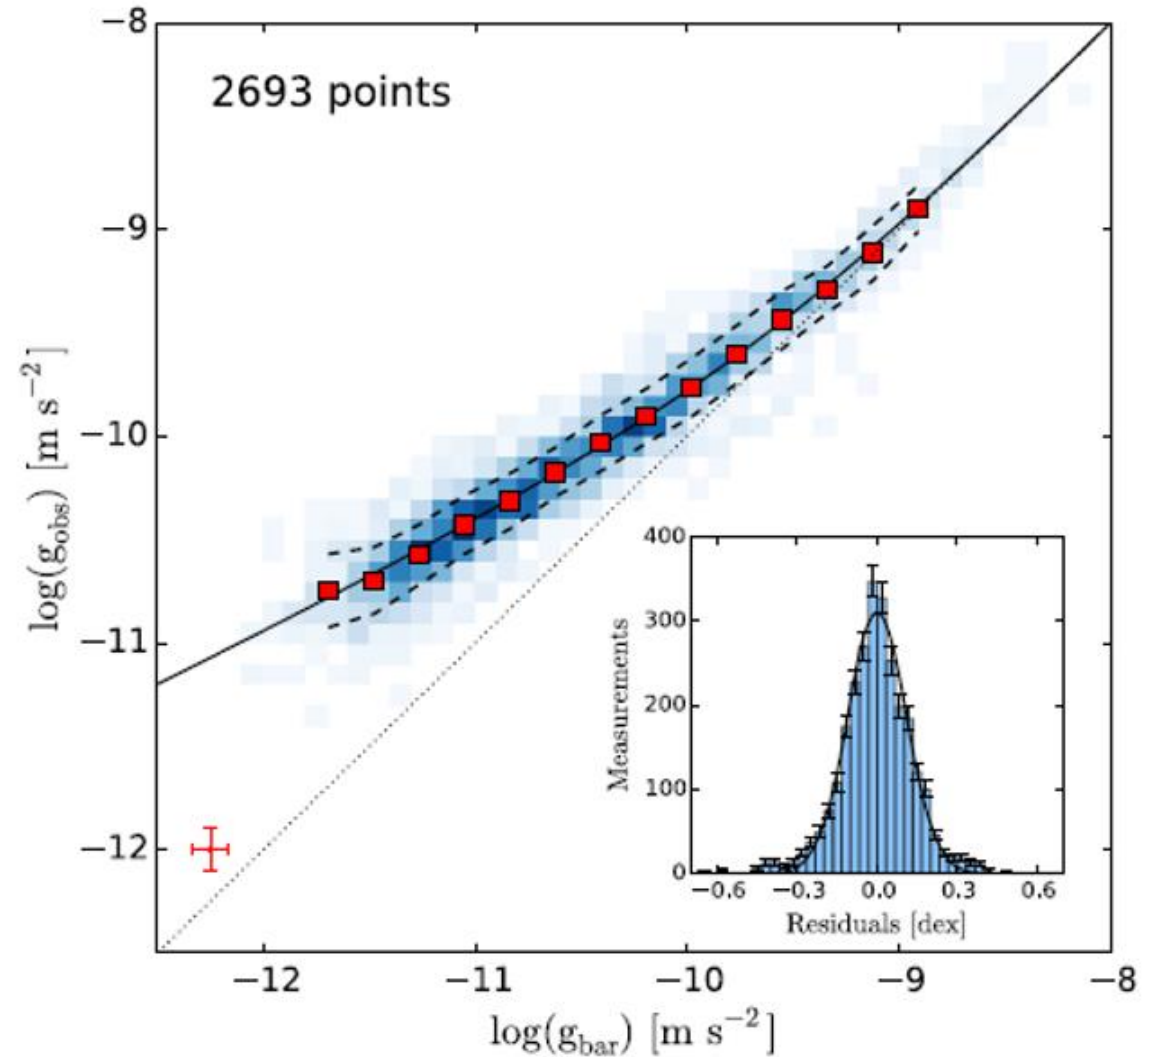 2693 points
−8
−9
−10
−11
−12
log(g_obs) [m s⁻²]
−12 −11 −10 −9 −8
log(g_bar) [m s⁻²]
400
300
200
100
0
Measurements
−0.6 −0.3 0.0 0.3 0.6
Residuals [dex]